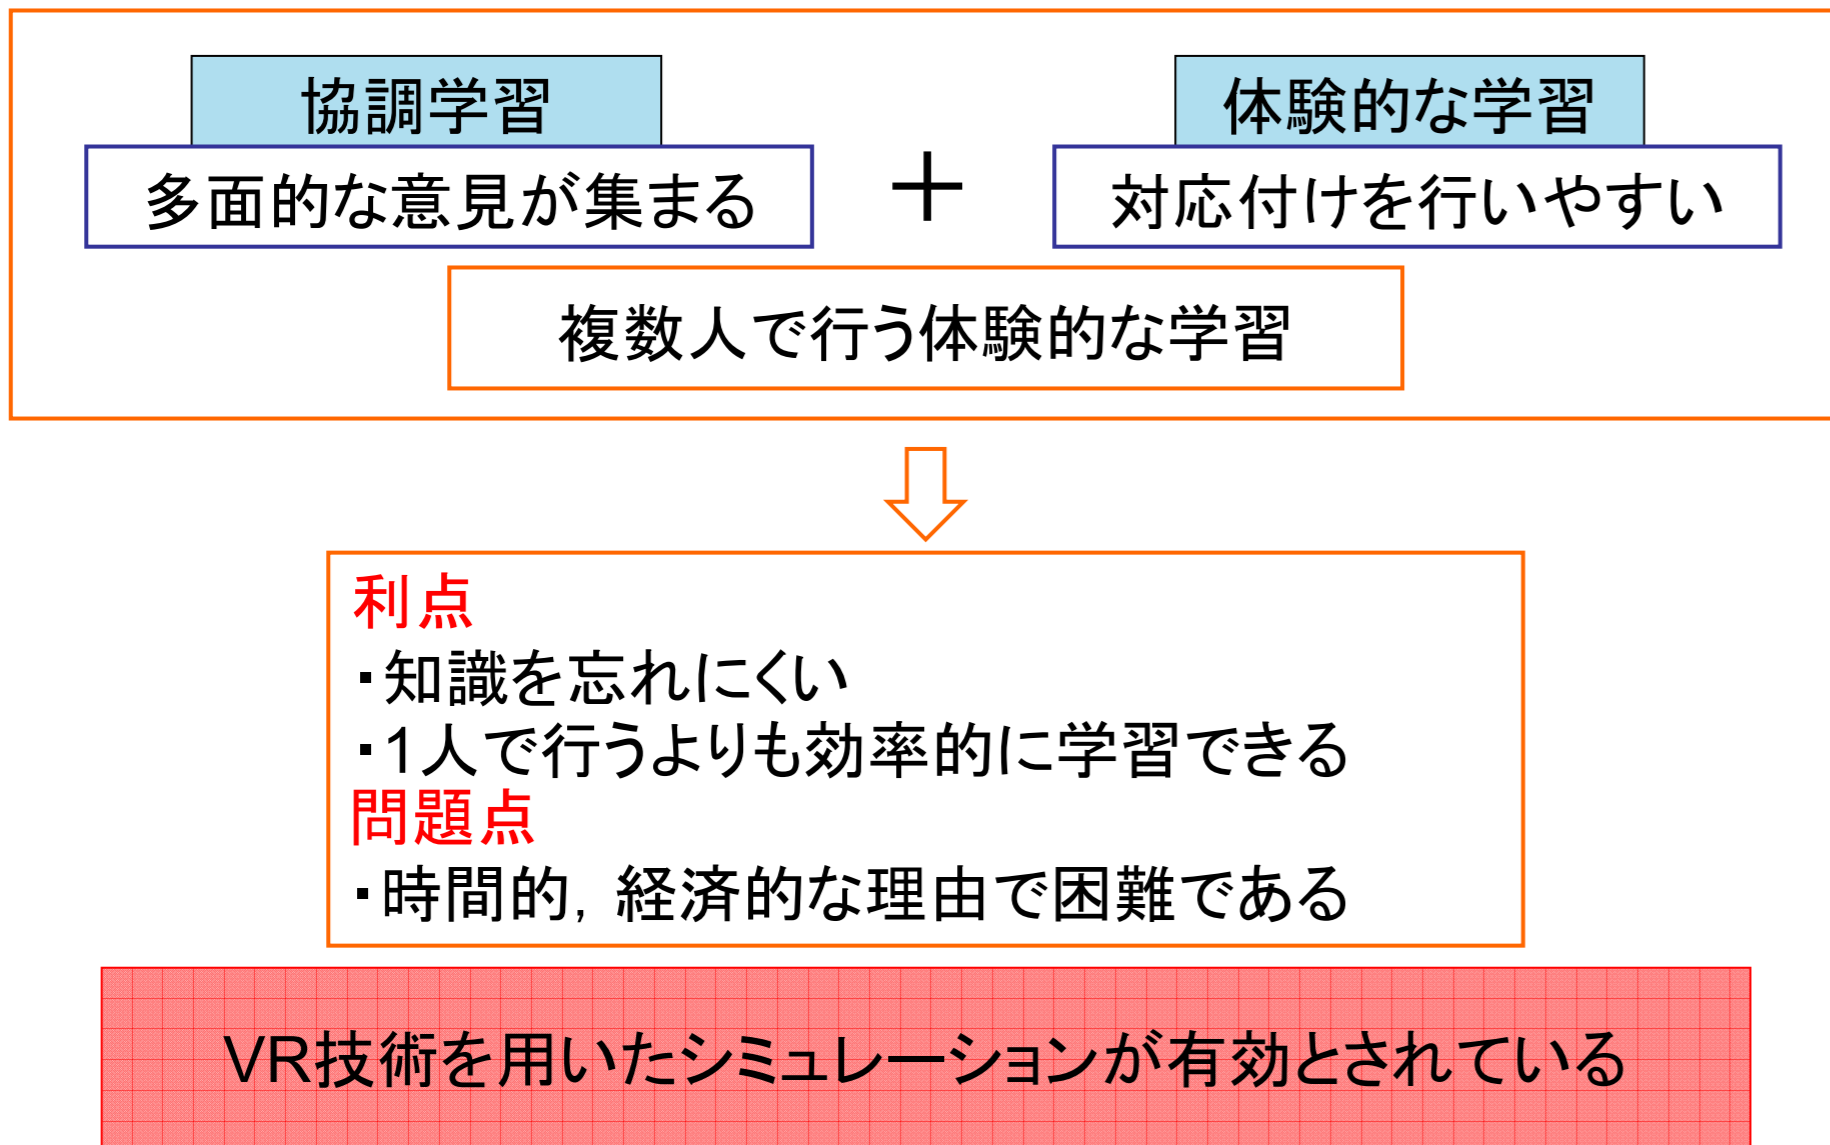 協調学習
体験的な学習
多面的な意見が集まる
+
対応付けを行いやすい
複数人で行う体験的な学習
利点
・知識を忘れにくい
・1人で行うよりも効率的に学習できる
問題点
・時間的，経済的な理由で困難である
VR技術を用いたシミュレーションが有効とされている